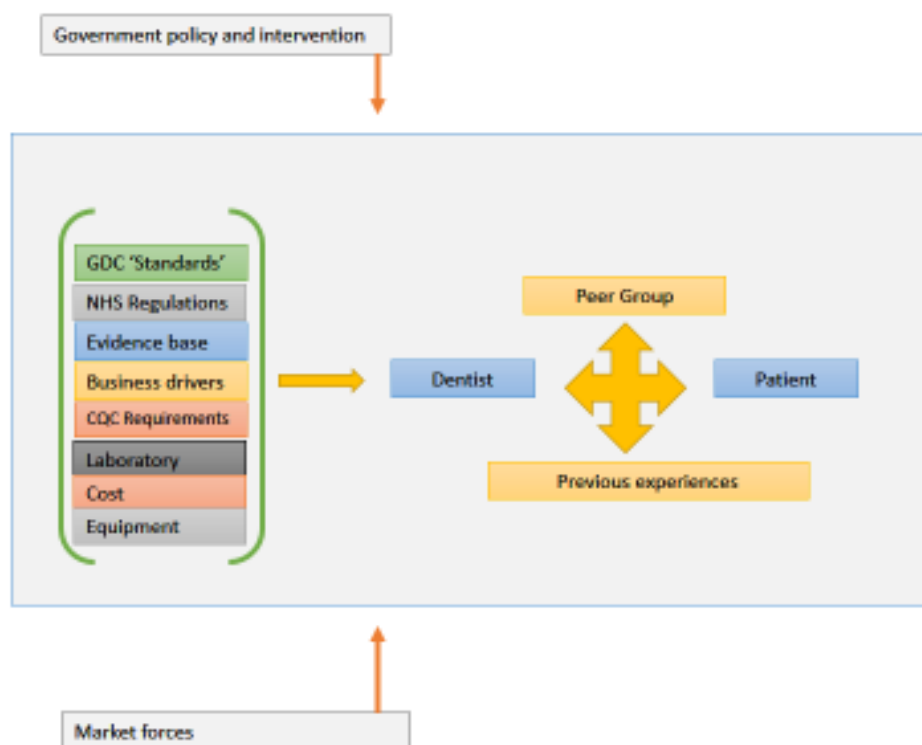 Government policy and intervention
GDC ‘Standards’
NHS Regulations
Evidence base
Business drivers
CQC Requirements
Laboratory
Cost
Equipment
Peer Group
Dentist
Patient
Previous experiences
Market forces